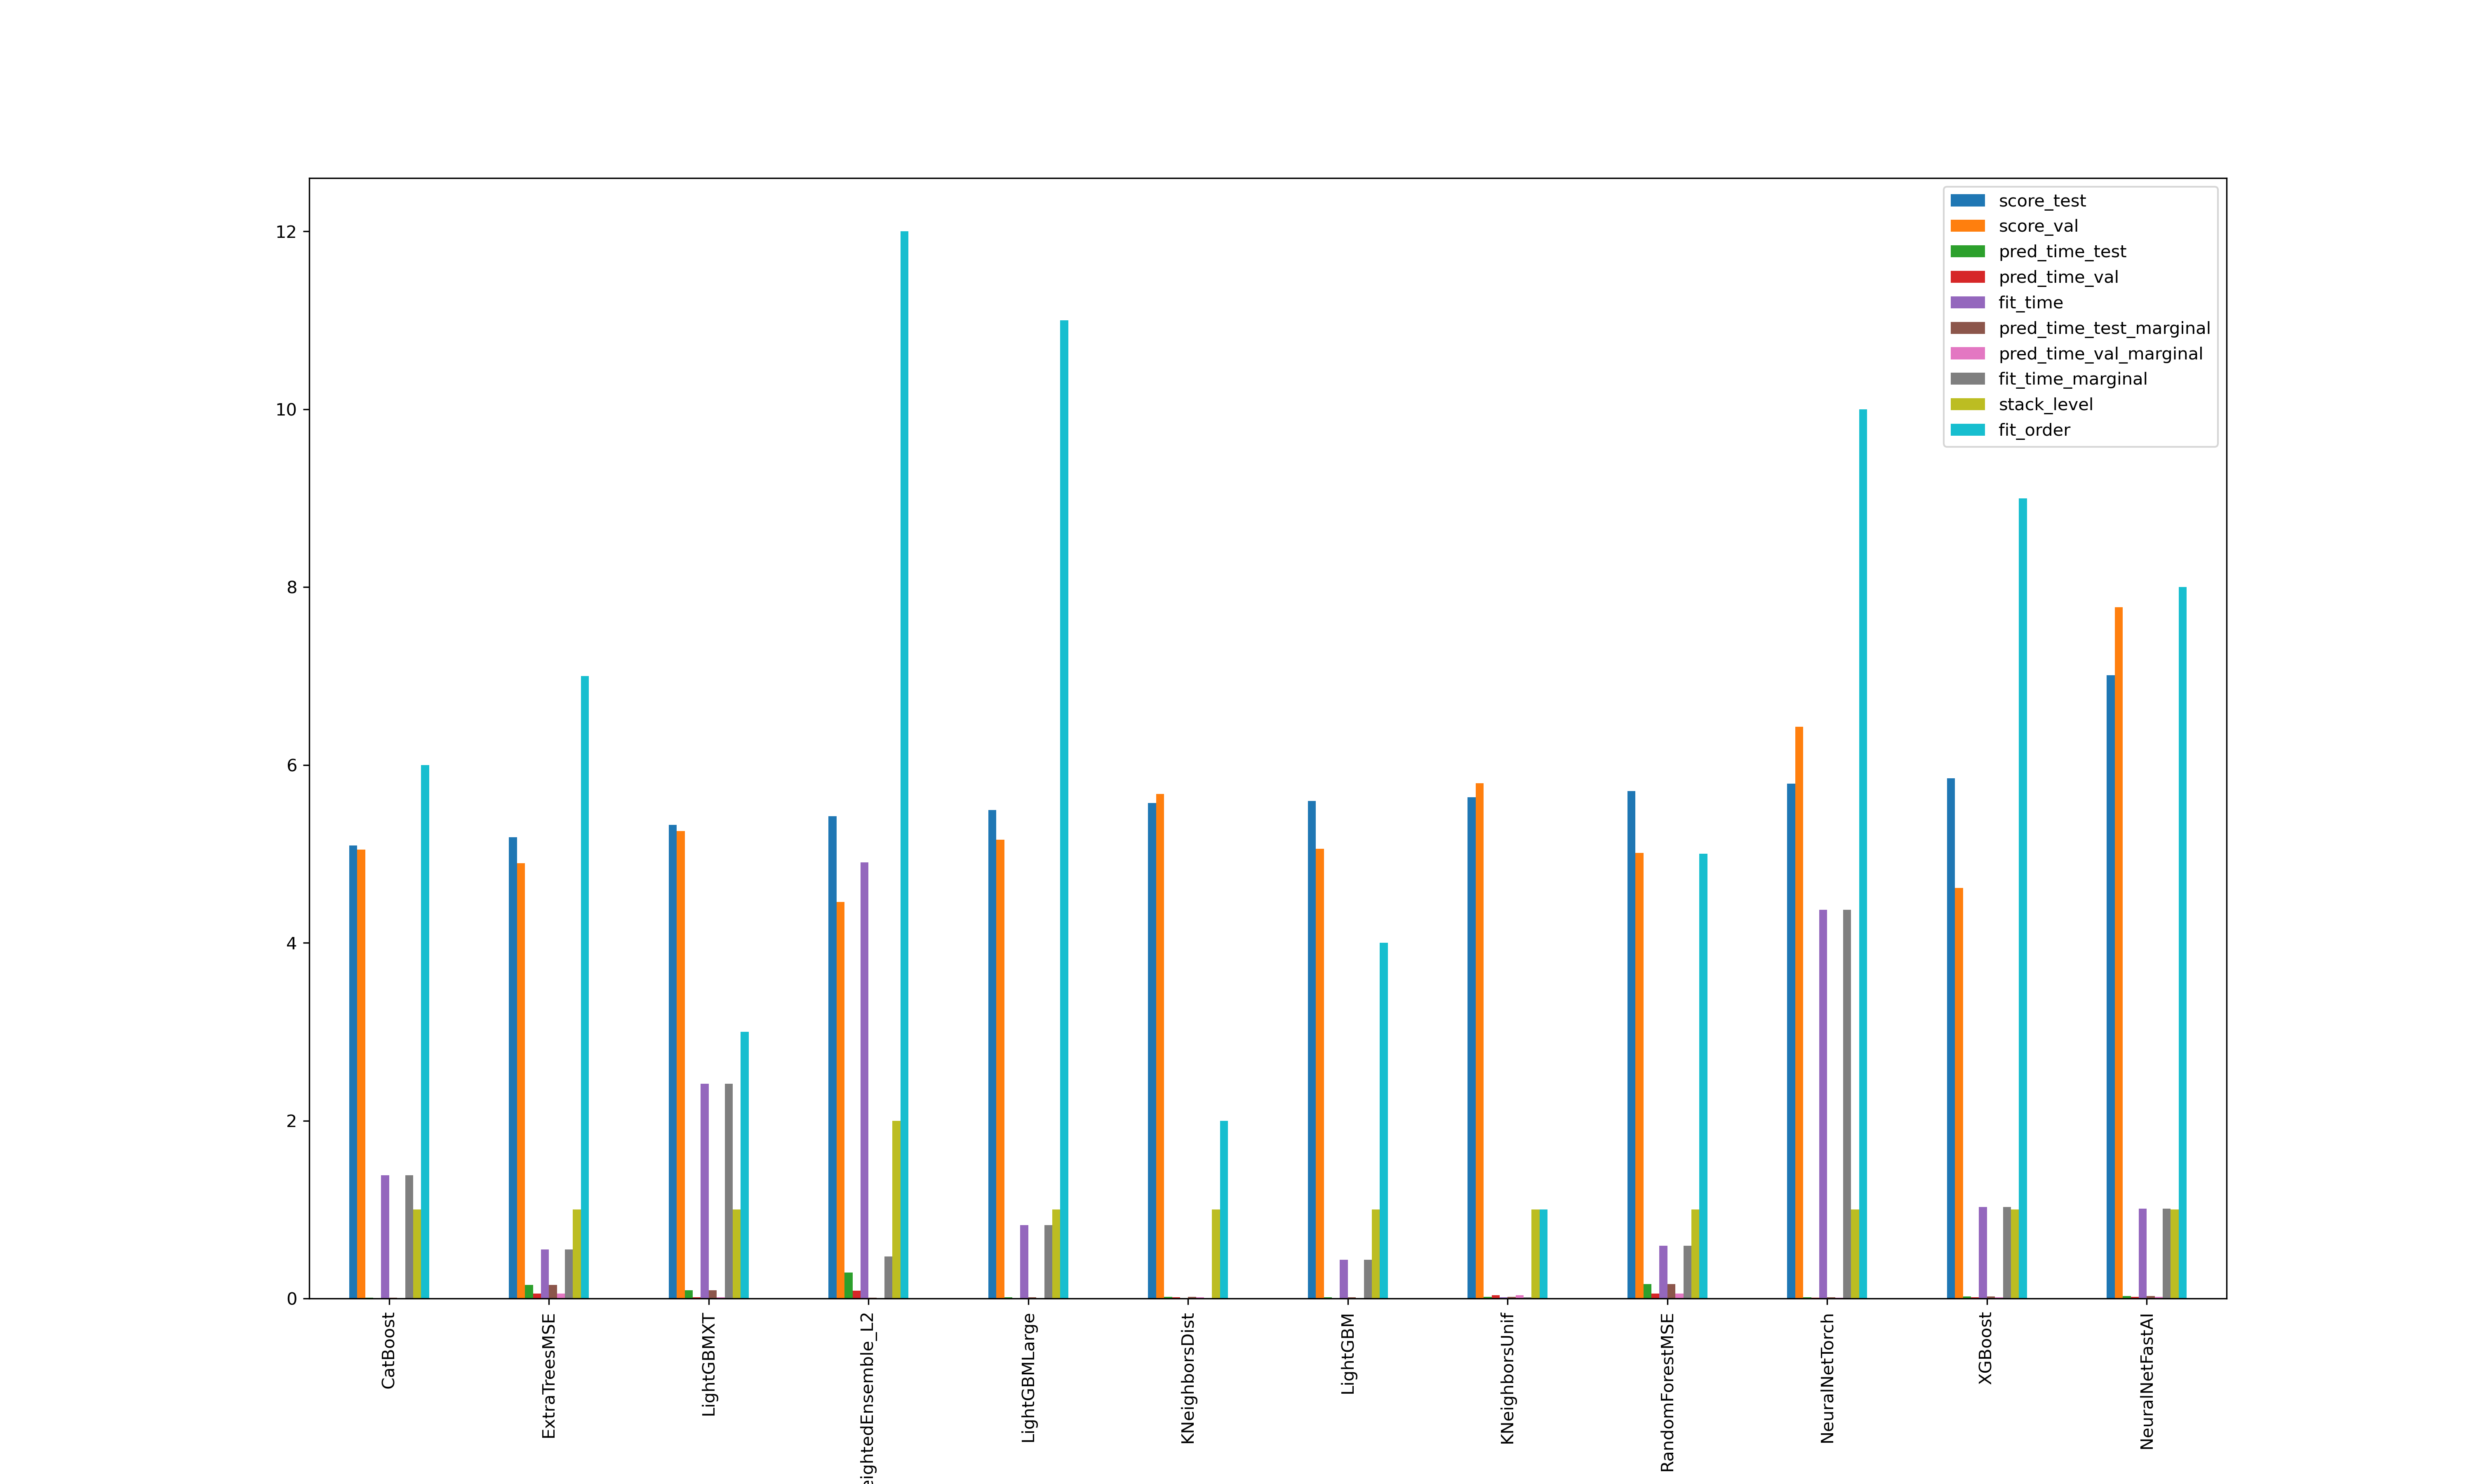 12
10
8
6
4
2
0
score_test
score_val
pred_time_test
pred_time_val
fit_time
pred_time_test_marginal
pred_time_val_marginal
fit_time_marginal
stack_level
fit_order
CatBoost
ExtraTreesMSE
LightGBMXT
eightedEnsemble_L2
LightGBMLarge
KNeighborsDist
LightGBM
KNeighborsUnif
RandomForestMSE
NeuralNetTorch
XGBoost
NeuralNetFastAI